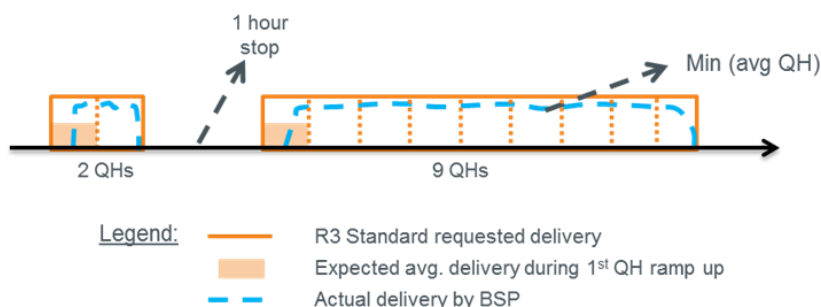 1 hour
stop
Min (avg QH)
2 QHs
9 QHs
Legend:
R3 Standard requested delivery
Expected avg. delivery during 1st QH ramp up
Actual delivery by BSP